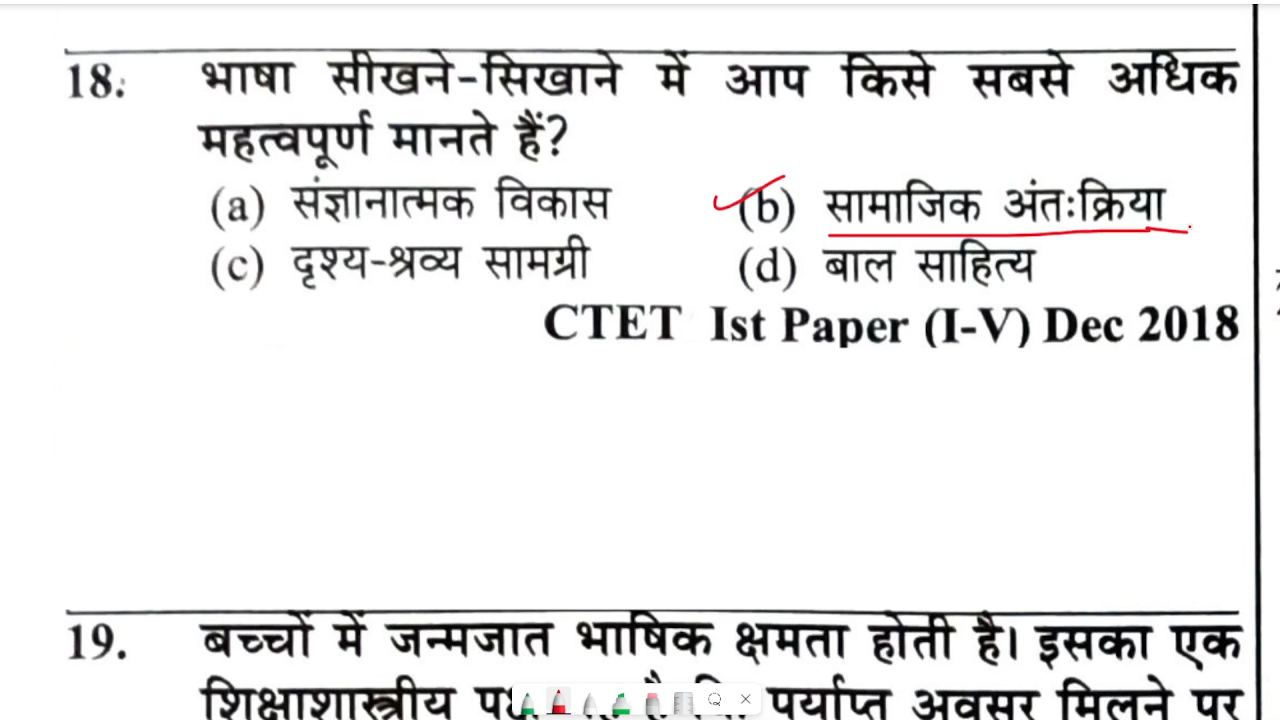 18. भाषा सीखने-सिखाने में आप किसे सबसे अधिक
महत्वपूर्ण मानते हैं?
(a) संज्ञानात्मक विकास (b) सामाजिक अंतःक्रिया
(c) दृश्य-श्रव्य सामग्री (d) बाल साहित्य
CTET Ist Paper (I-V) Dec 2018
19. बच्चों में जन्मजात भाषिक क्षमता होती है। इसका एक
शिक्षाशास्त्रीय पर्याप्त अवसर मिलने पर